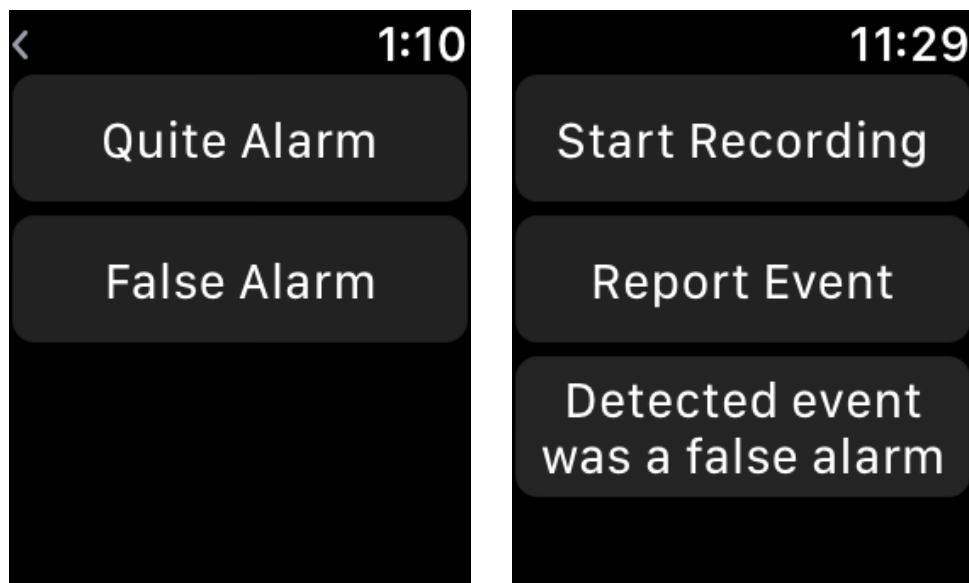 1:10
Quite Alarm
False Alarm
11:29
Start Recording
Report Event
Detected event
was a false alarm